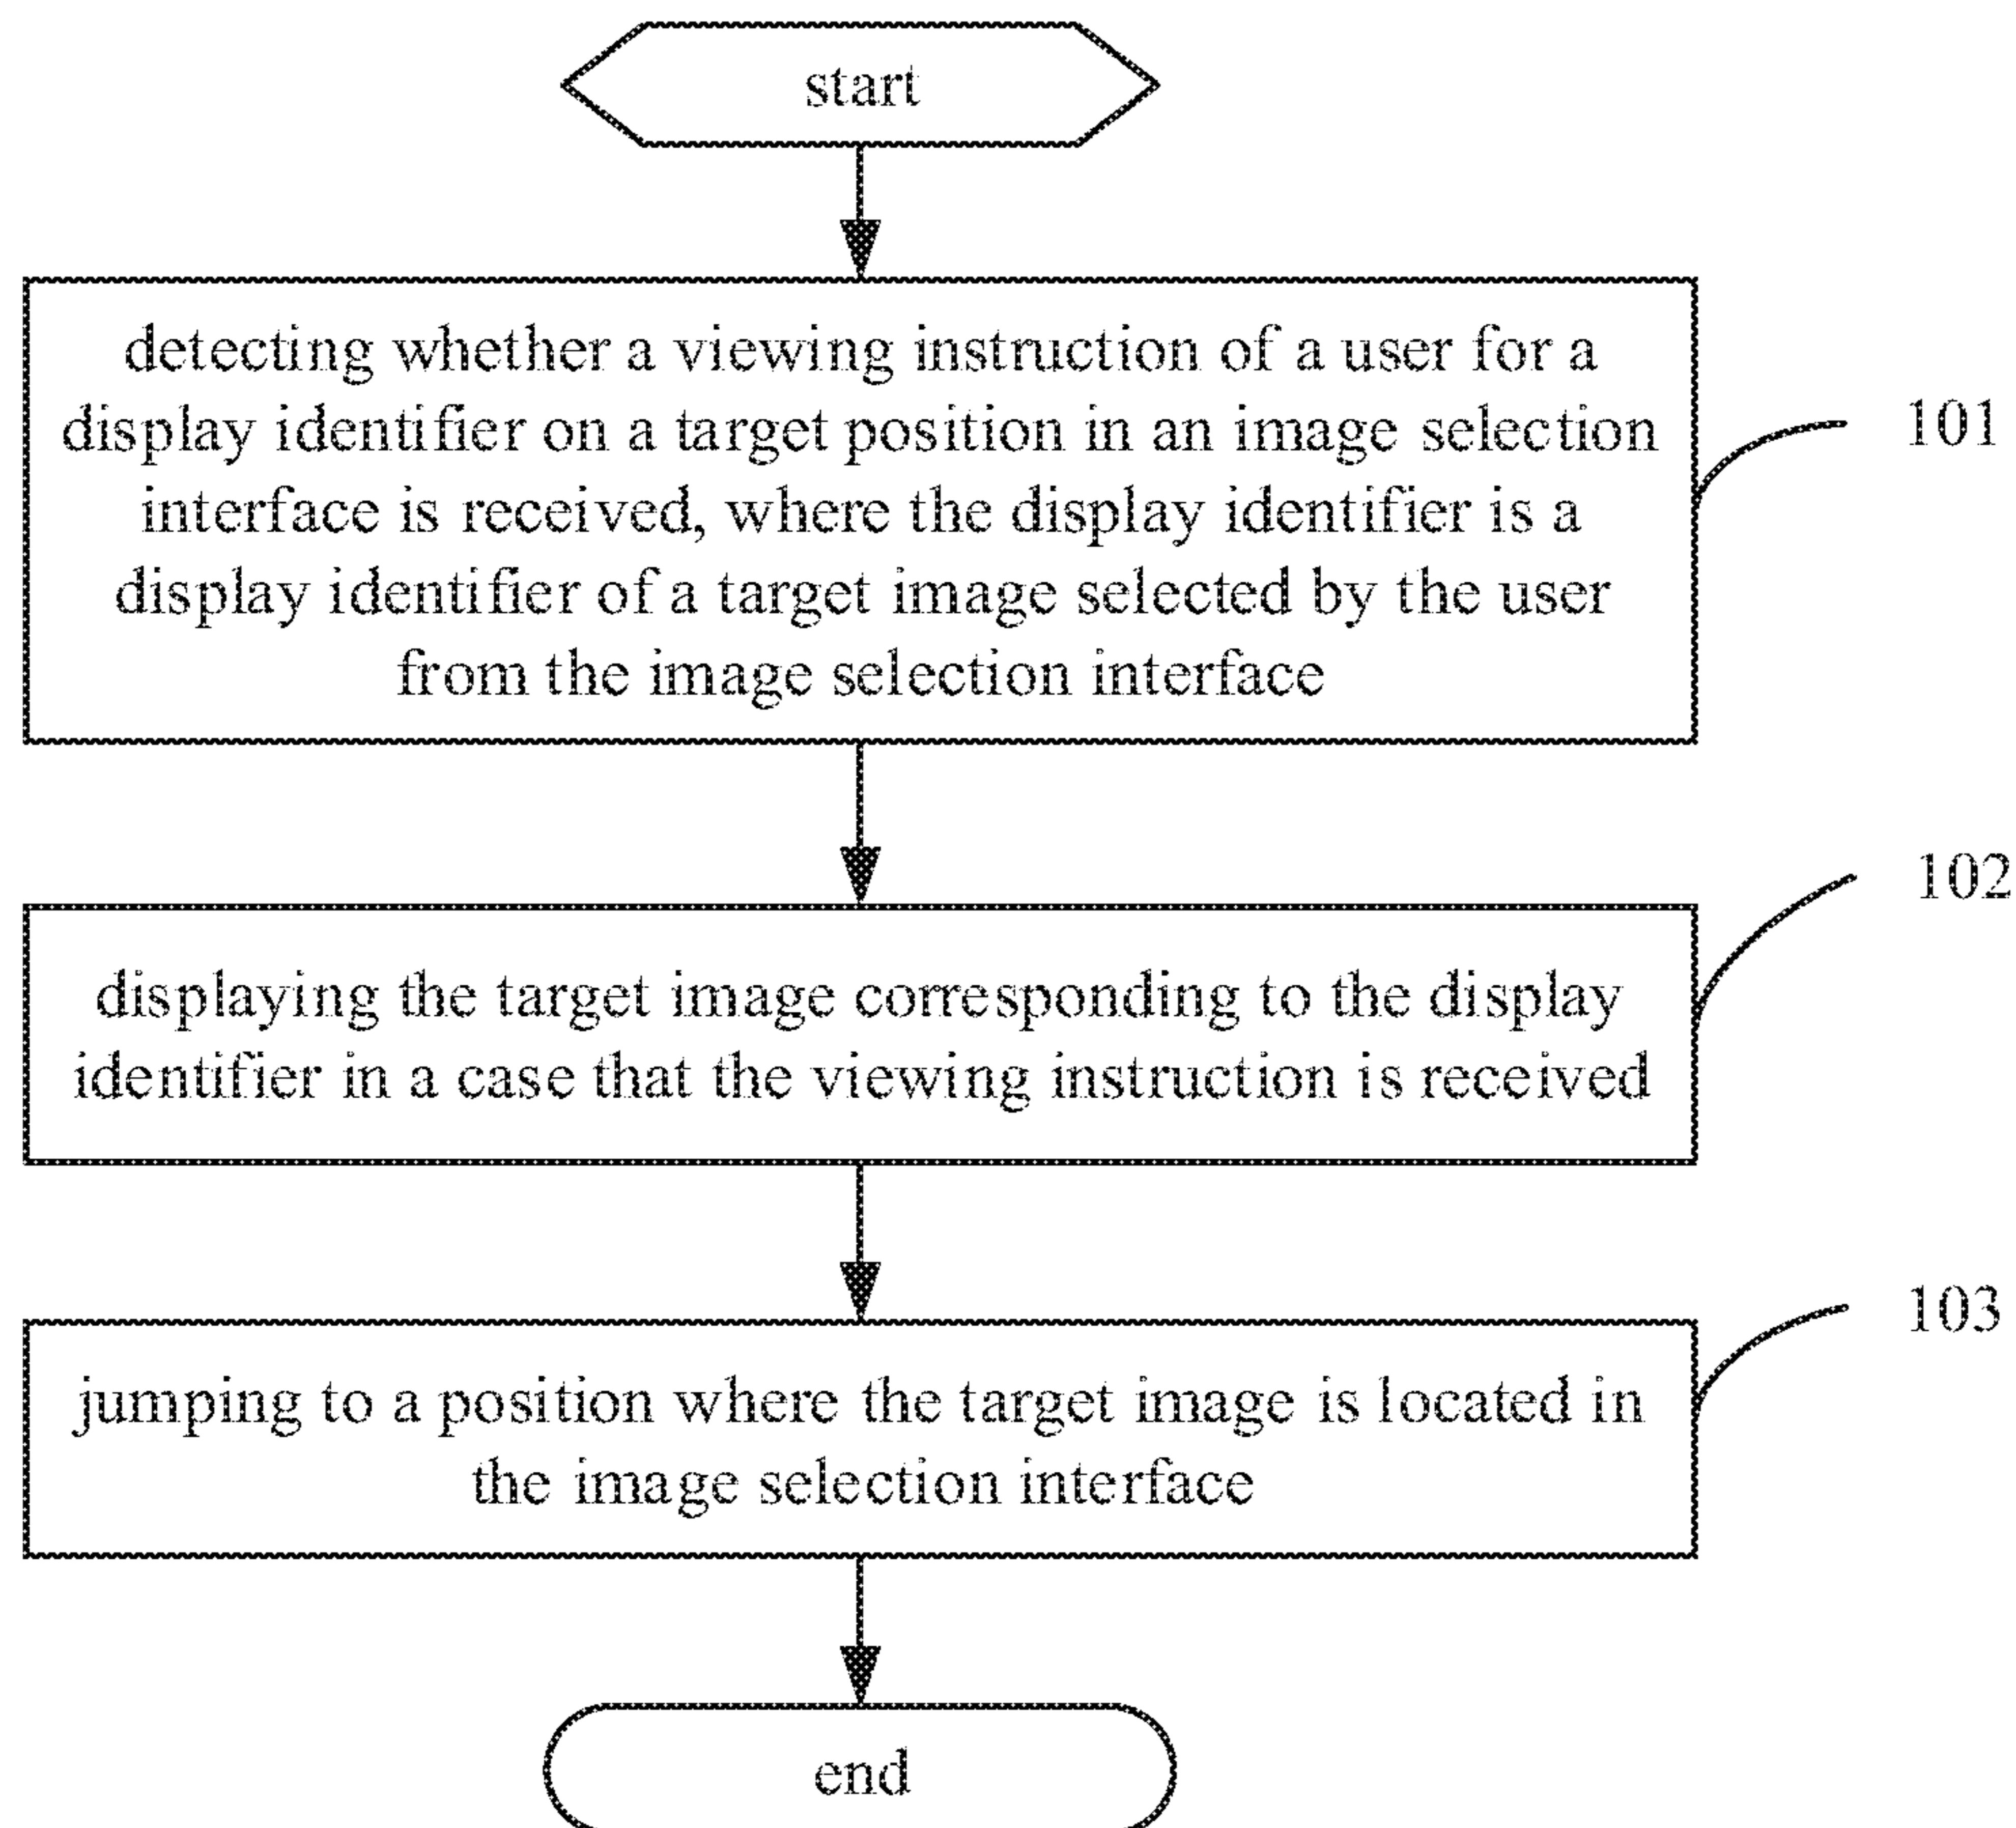 start
detecting whether a viewing instruction of a user for a
display identifier on a target position in an image selection
interface is received, where the display identifier is a
display identifier of a target image selected by the user
from the image selection interface
101
displaying the target image corresponding to the display
identifier in a case that the viewing instruction is received
102
jumping to a position where the target image is located in
the image selection interface
103
end